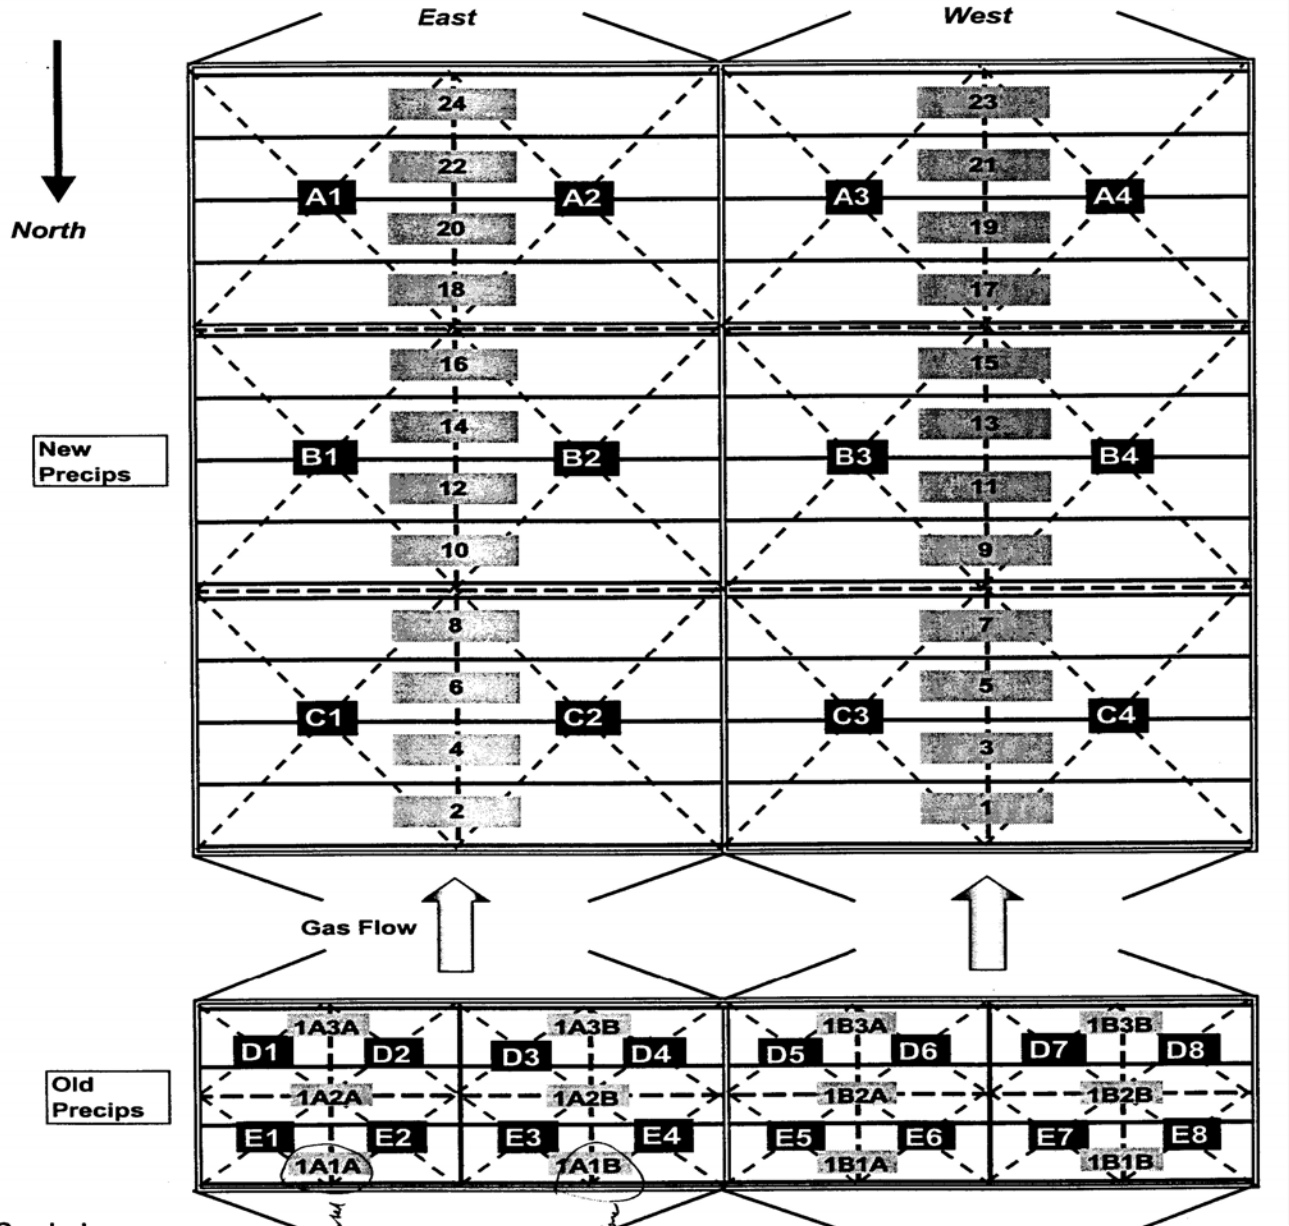 East West
24 23
22 21
A1 A2 A3 A4
North 20 19
18 17
16 15
14 13
New
Precips
B1 B2 B3 B4
12 11
10 9
8 7
6 5
C1 C2 C3 C4
4 3
2 1
Gas Flow
1A3A 1A3B 1B3A 1B3B
D1 D2 D3 D4 D5 D6 D7 D8
Old
Precips
1A2A 1A2B 1B2A 1B2B
E1 E2 E3 E4 E5 E6 E7 E8
1A1A 1A1B 1B1A 1B1B